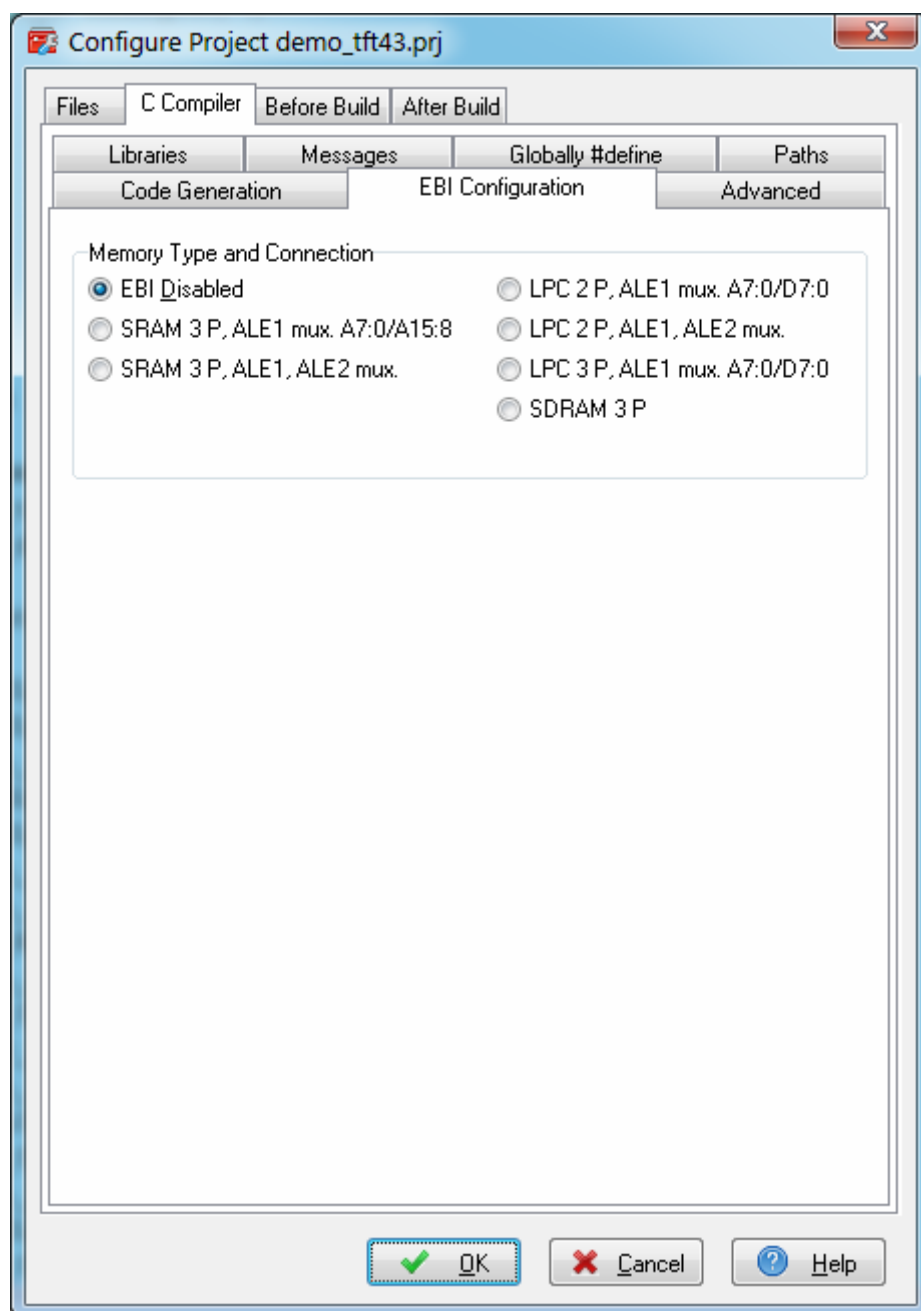 Configure Project demo_tft43.prj
Files C Compiler Before Build After Build
Libraries Messages Globally #define Paths
Code Generation EBI Configuration Advanced
Memory Type and Connection
EBI Disabled LPC 2 P, ALE1 mux. A7:0/D7:0
SRAM 3 P, ALE1 mux. A7:0/A15:8 LPC 2 P, ALE1, ALE2 mux.
SRAM 3 P, ALE1, ALE2 mux. LPC 3 P, ALE1 mux. A7:0/D7:0
SDRAM 3 P
OK Cancel Help